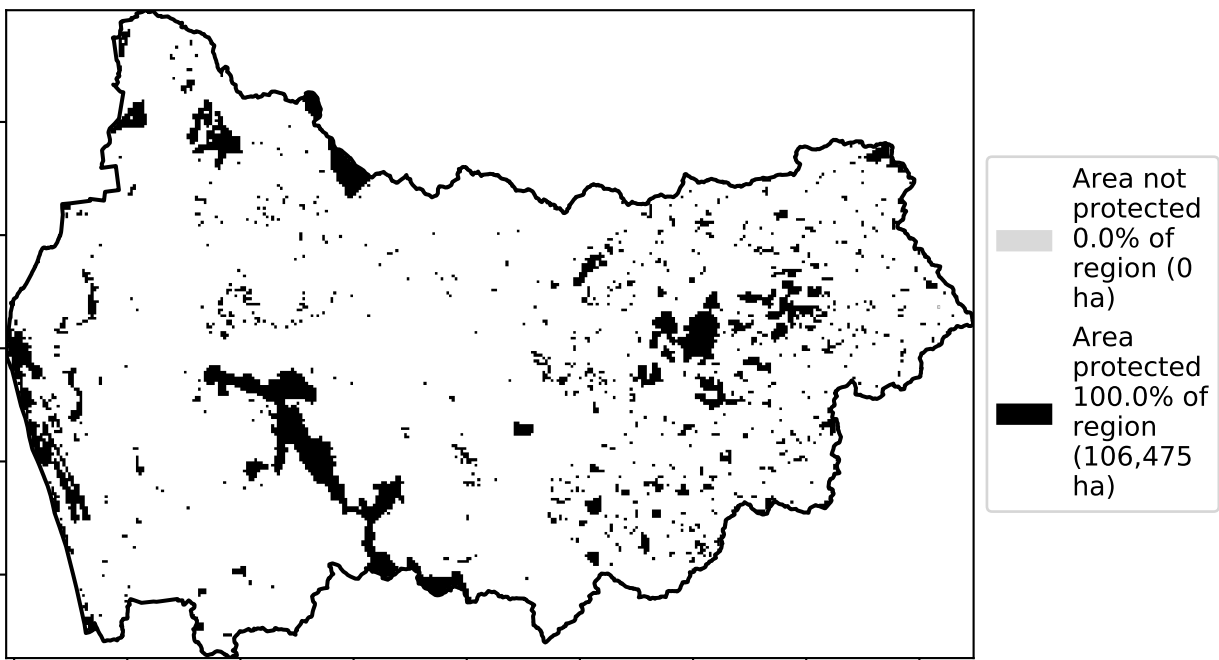 Area not
protected
0.0% of
region (0
ha)
Area
protected
100.0% of
region
(106,475
ha)